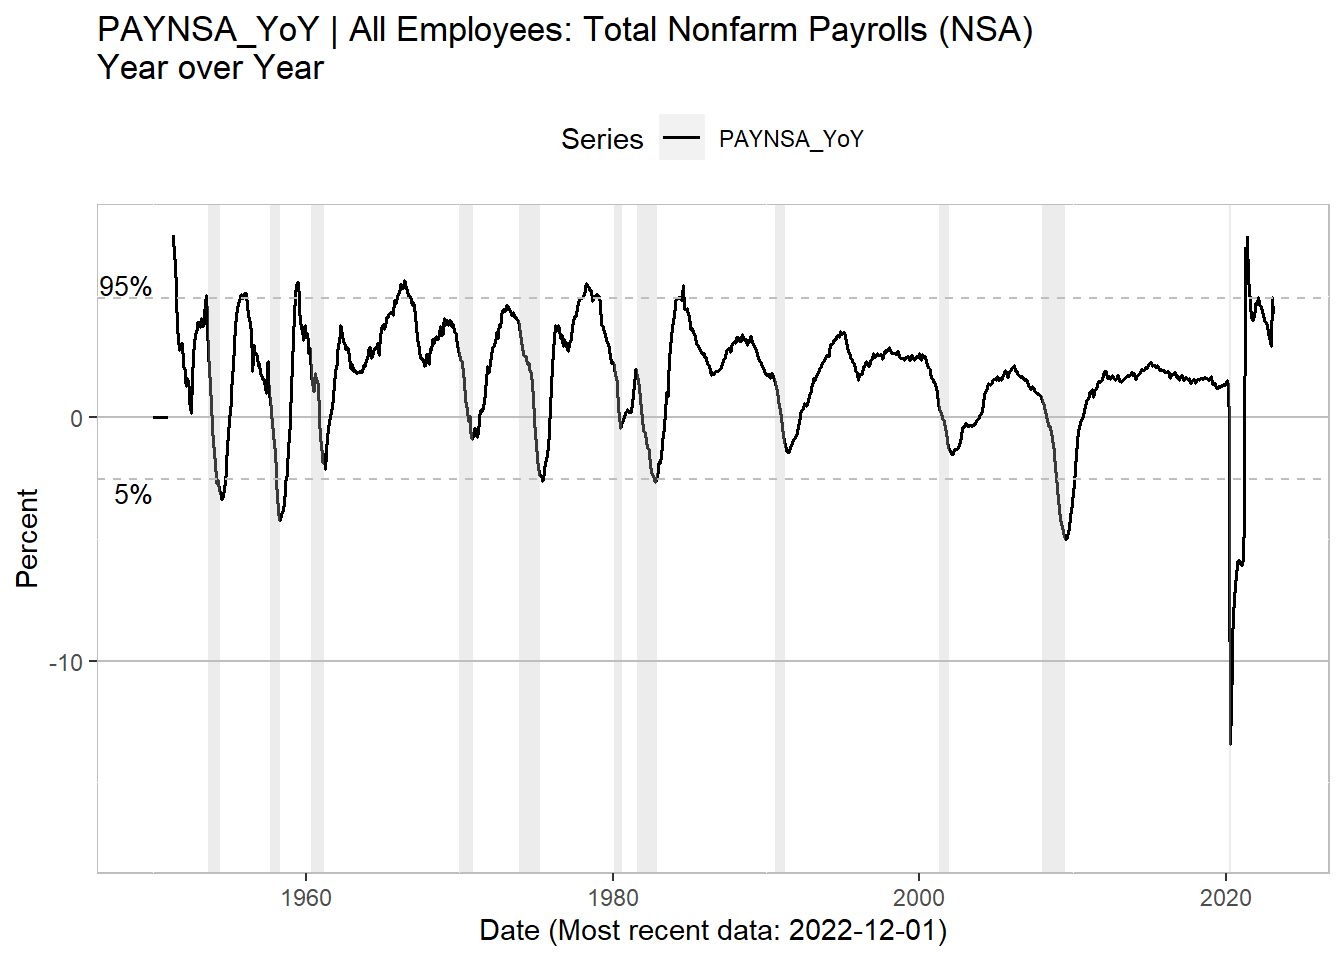 PAYNSA_YoY | All Employees: Total Nonfarm Payrolls (NSA)
Year over Year
Series PAYNSA_YoY
95%
0
5%
-10
Percent
1960 1980 2000 2020
Date (Most recent data: 2022-12-01)